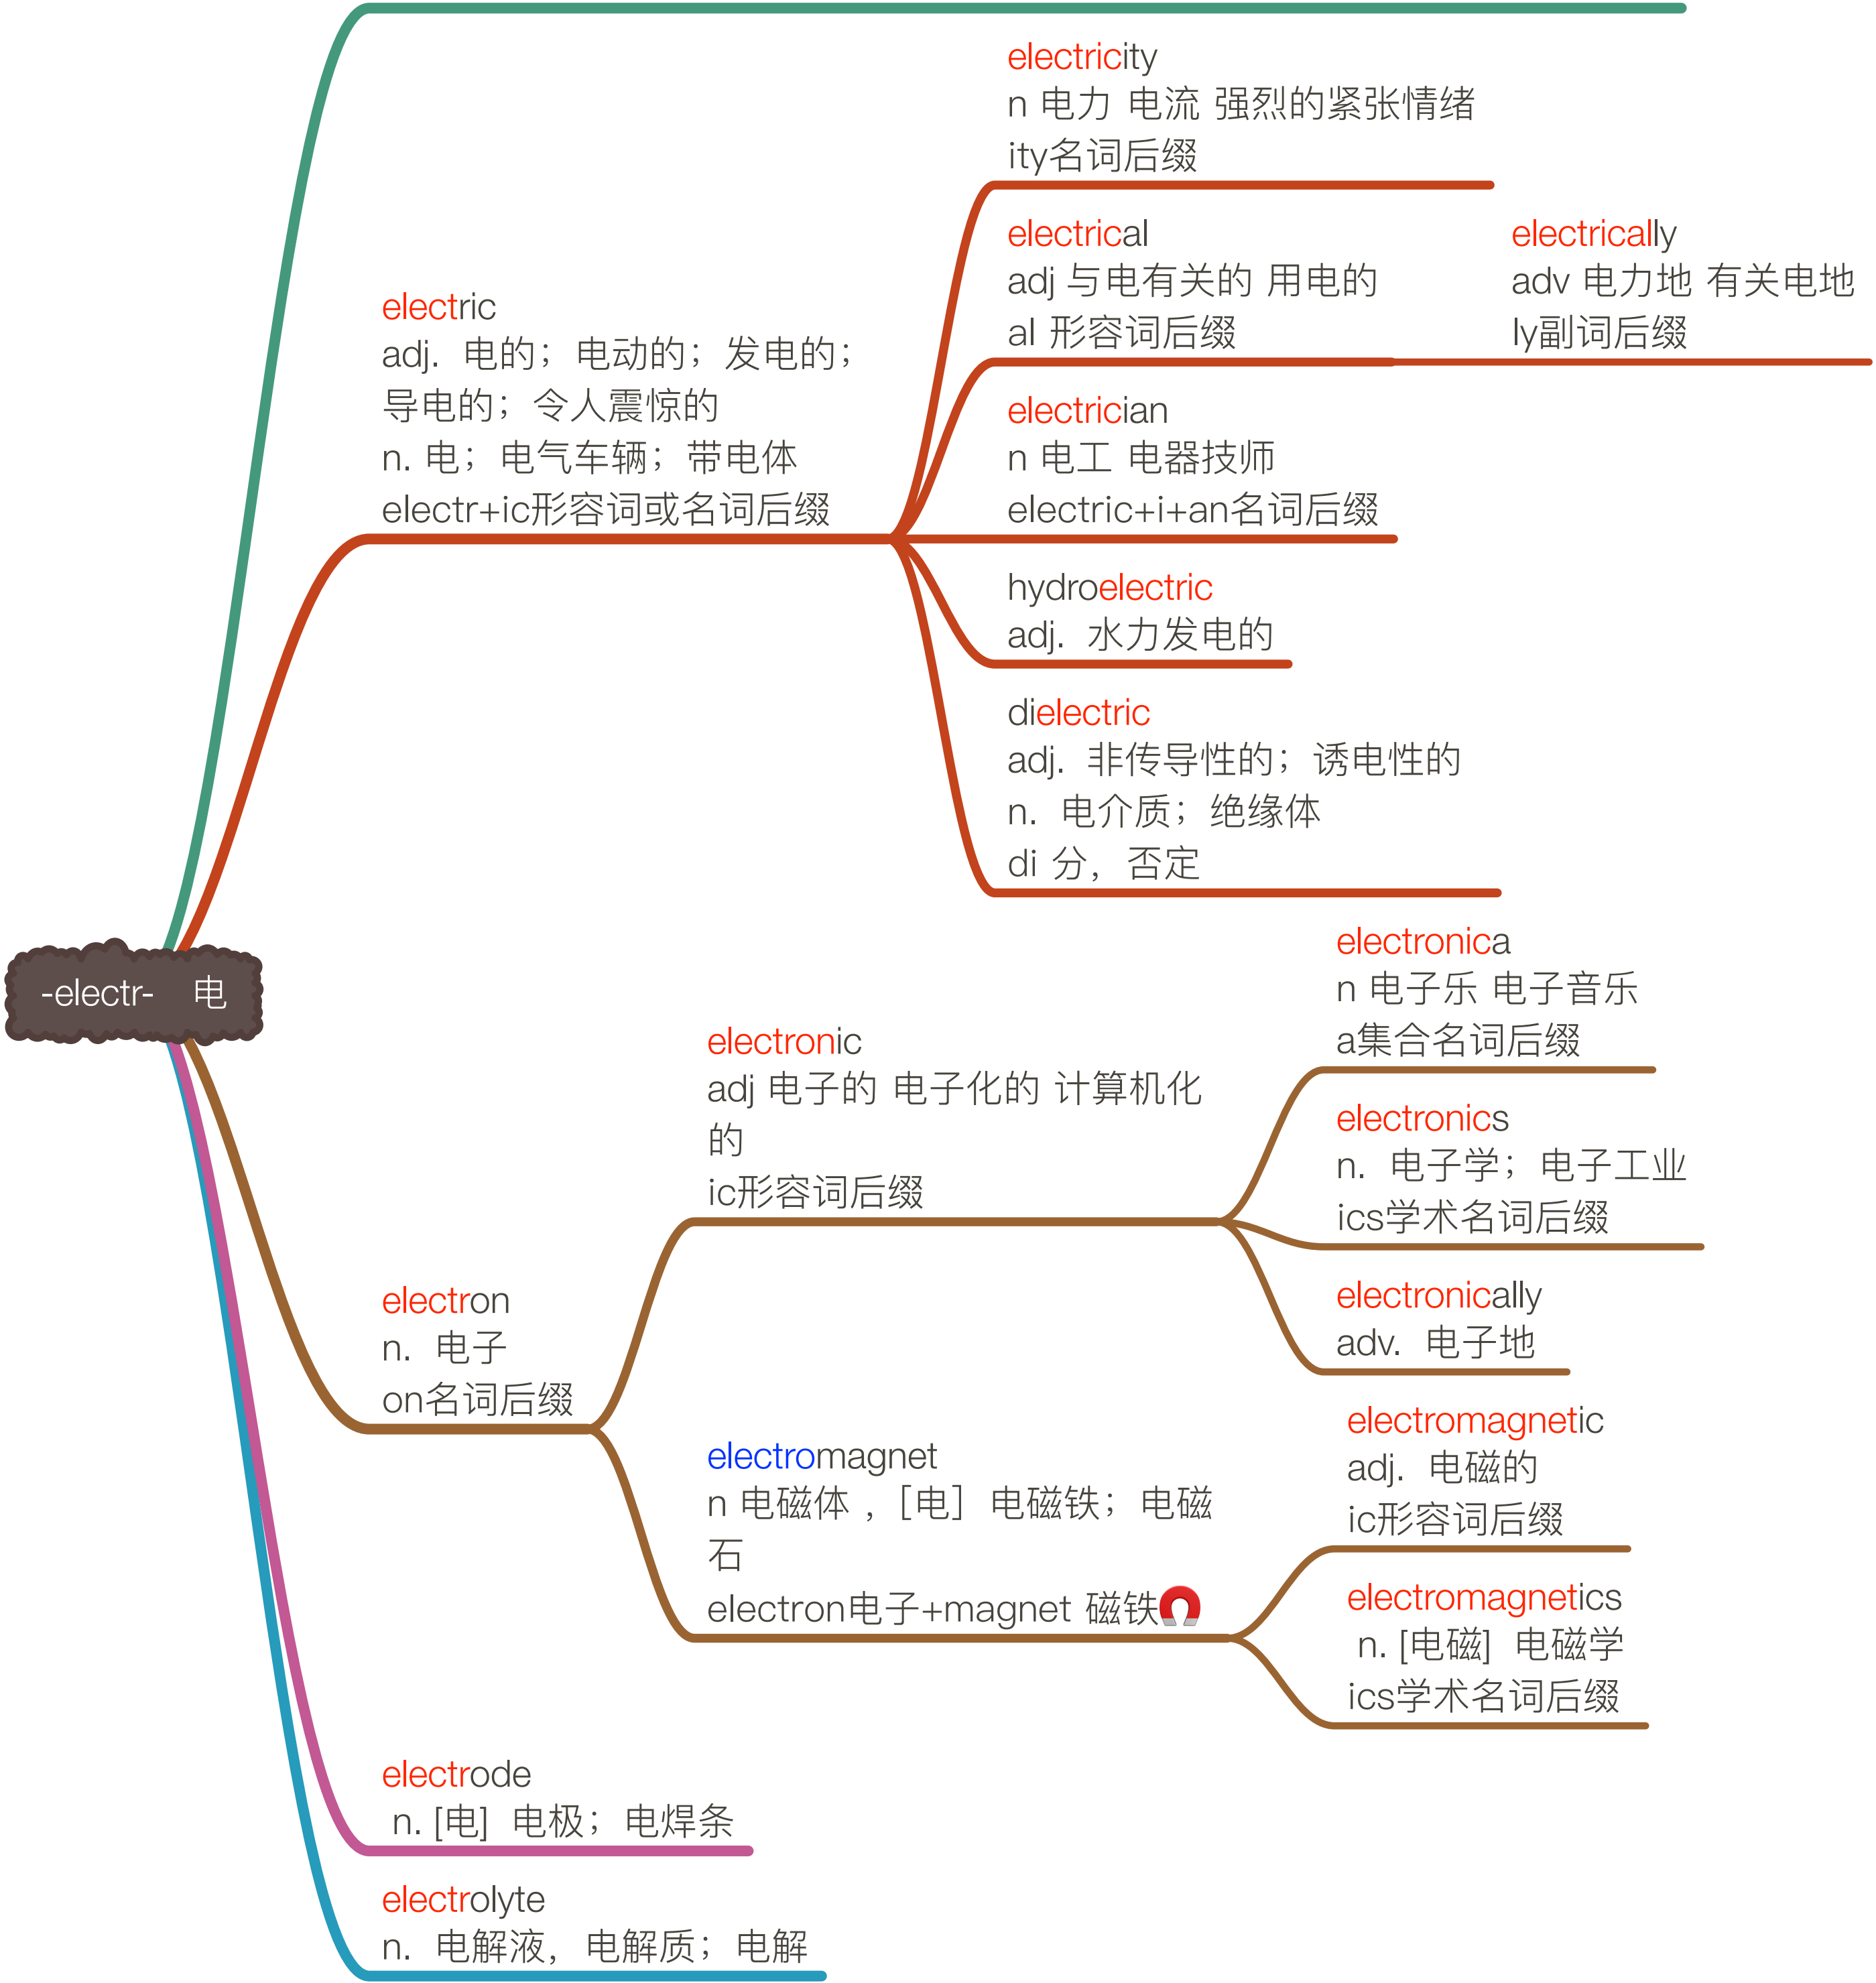 -electr- 电
electric
adj. 电的；电动的；发电的；
导电的；令人震惊的
n. 电；电气车辆；带电体
electr+ic形容词或名词后缀
electricity
n 电力 电流 强烈的紧张情绪
ity名词后缀
electrical
adj 与电有关的 用电的
al 形容词后缀
electrically
adv 电力地 有关电地
ly副词后缀
electrician
n 电工 电器技师
electric+i+an名词后缀
hydroelectric
adj. 水力发电的
dielectric
adj. 非传导性的；诱电性的
n. 电介质；绝缘体
di 分，否定
electron
n. 电子
on名词后缀
electronic
adj 电子的 电子化的 计算机化
的
ic形容词后缀
electronica
n 电子乐 电子音乐
a集合名词后缀
electronics
n. 电子学；电子工业
ics学术名词后缀
electronically
adv. 电子地
electromagnet
n 电磁体 ，[电] 电磁铁；电磁
石
electron电子+magnet 磁铁🧲
electromagnetic
adj. 电磁的
ic形容词后缀
electromagnetics
n. [电磁] 电磁学
ics学术名词后缀
electrode
n. [电] 电极；电焊条
electrolyte
n. 电解液，电解质；电解